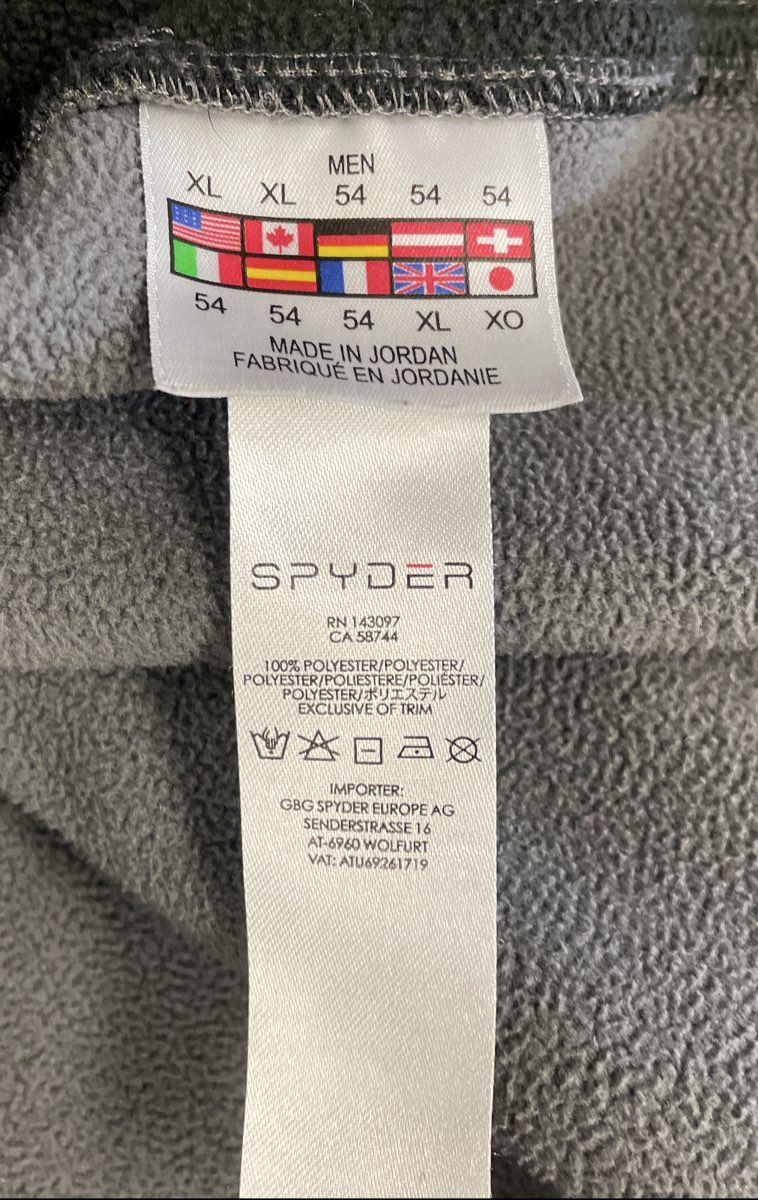 MEN
XL XL 54 54 54
54 54 54 XL XO
MADE IN JORDAN
FABRIQUÉ EN JORDANIE
SPYDER
RN 143097
CA 58744
100% POLYESTER/POLYESTER/
POLYESTER/POLIESTERE/POLIÉSTER/
POLYESTER/ポリエステル
EXCLUSIVE OF TRIM
IMPORTER:
GBG SPYDER EUROPE AG
SENDERSTRASSE 16
AT-6960 WOLFURT
VAT: ATU69261719